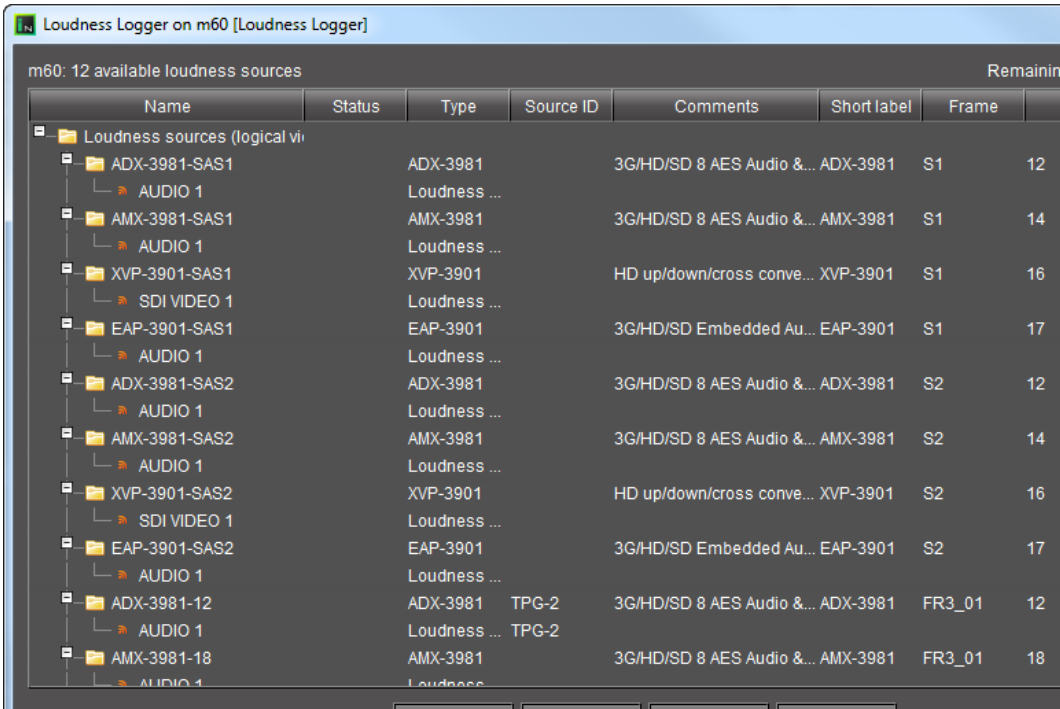 Loudness Logger on m60 [Loudness Logger]
m60: 12 available loudness sources Remainin
Name Status Type Source ID Comments Short label Frame
Loudness sources (logical vi
ADX-3981-SAS1 ADX-3981 3G/HD/SD 8 AES Audio &... ADX-3981 S1 12
AUDIO 1 Loudness ...
AMX-3981-SAS1 AMX-3981 3G/HD/SD 8 AES Audio &... AMX-3981 S1 14
AUDIO 1 Loudness ...
XVP-3901-SAS1 XVP-3901 HD up/down/cross conve... XVP-3901 S1 16
SDI VIDEO 1 Loudness ...
EAP-3901-SAS1 EAP-3901 3G/HD/SD Embedded Au... EAP-3901 S1 17
AUDIO 1 Loudness ...
ADX-3981-SAS2 ADX-3981 3G/HD/SD 8 AES Audio &... ADX-3981 S2 12
AUDIO 1 Loudness ...
AMX-3981-SAS2 AMX-3981 3G/HD/SD 8 AES Audio &... AMX-3981 S2 14
AUDIO 1 Loudness ...
XVP-3901-SAS2 XVP-3901 HD up/down/cross conve... XVP-3901 S2 16
SDI VIDEO 1 Loudness ...
EAP-3901-SAS2 EAP-3901 3G/HD/SD Embedded Au... EAP-3901 S2 17
AUDIO 1 Loudness ...
ADX-3981-12 ADX-3981 TPG-2 3G/HD/SD 8 AES Audio &... ADX-3981 FR3_01 12
AUDIO 1 Loudness ... TPG-2
AMX-3981-18 AMX-3981 3G/HD/SD 8 AES Audio &... AMX-3981 FR3_01 18
AUDIO 1 Loudness